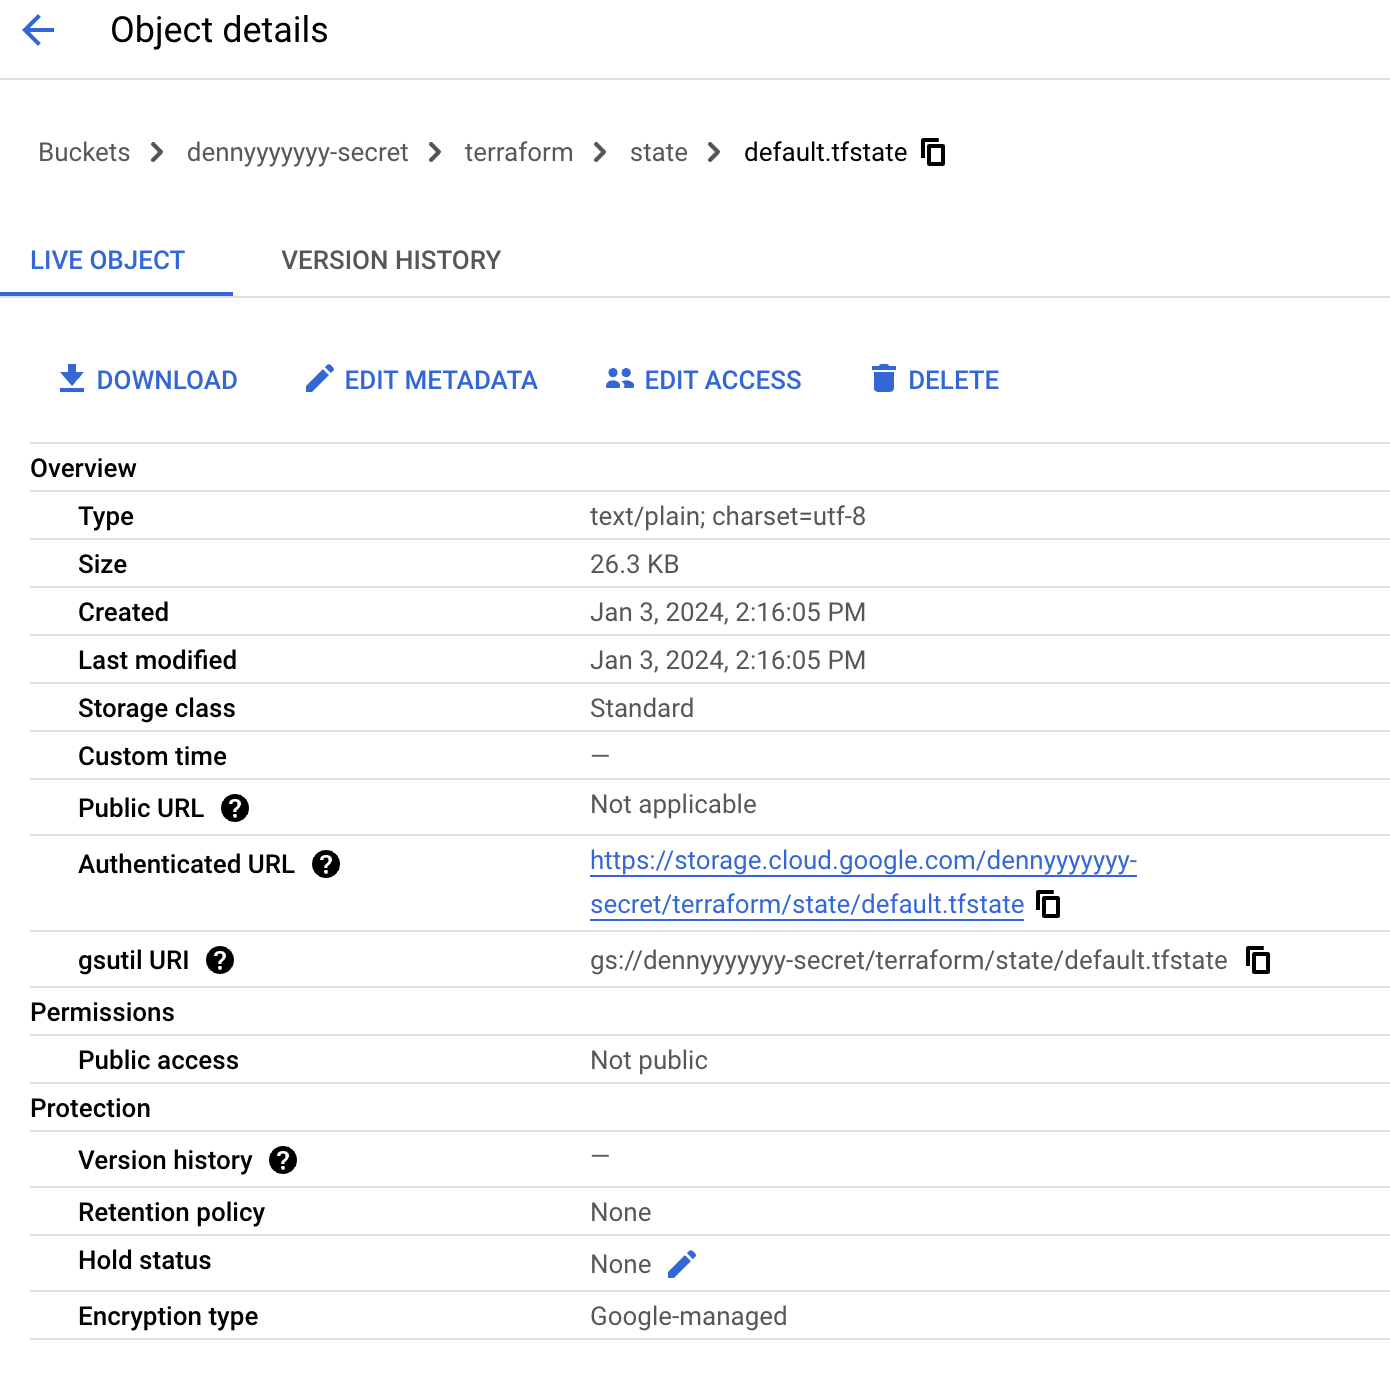 Object details
Buckets dennyyyyyyy-secret terraform state default.tfstate
LIVE OBJECT VERSION HISTORY
DOWNLOAD EDIT METADATA EDIT ACCESS DELETE
Overview
Type text/plain; charset=utf-8
Size 26.3 KB
Created Jan 3, 2024, 2:16:05 PM
Last modified Jan 3, 2024, 2:16:05 PM
Storage class Standard
Custom time —
Public URL ? Not applicable
Authenticated URL ? https://storage.cloud.google.com/dennyyyyyyy-
secret/terraform/state/default.tfstate
gsutil URI ? gs://dennyyyyyyy-secret/terraform/state/default.tfstate
Permissions
Public access Not public
Protection
Version history ? —
Retention policy None
Hold status None
Encryption type Google-managed